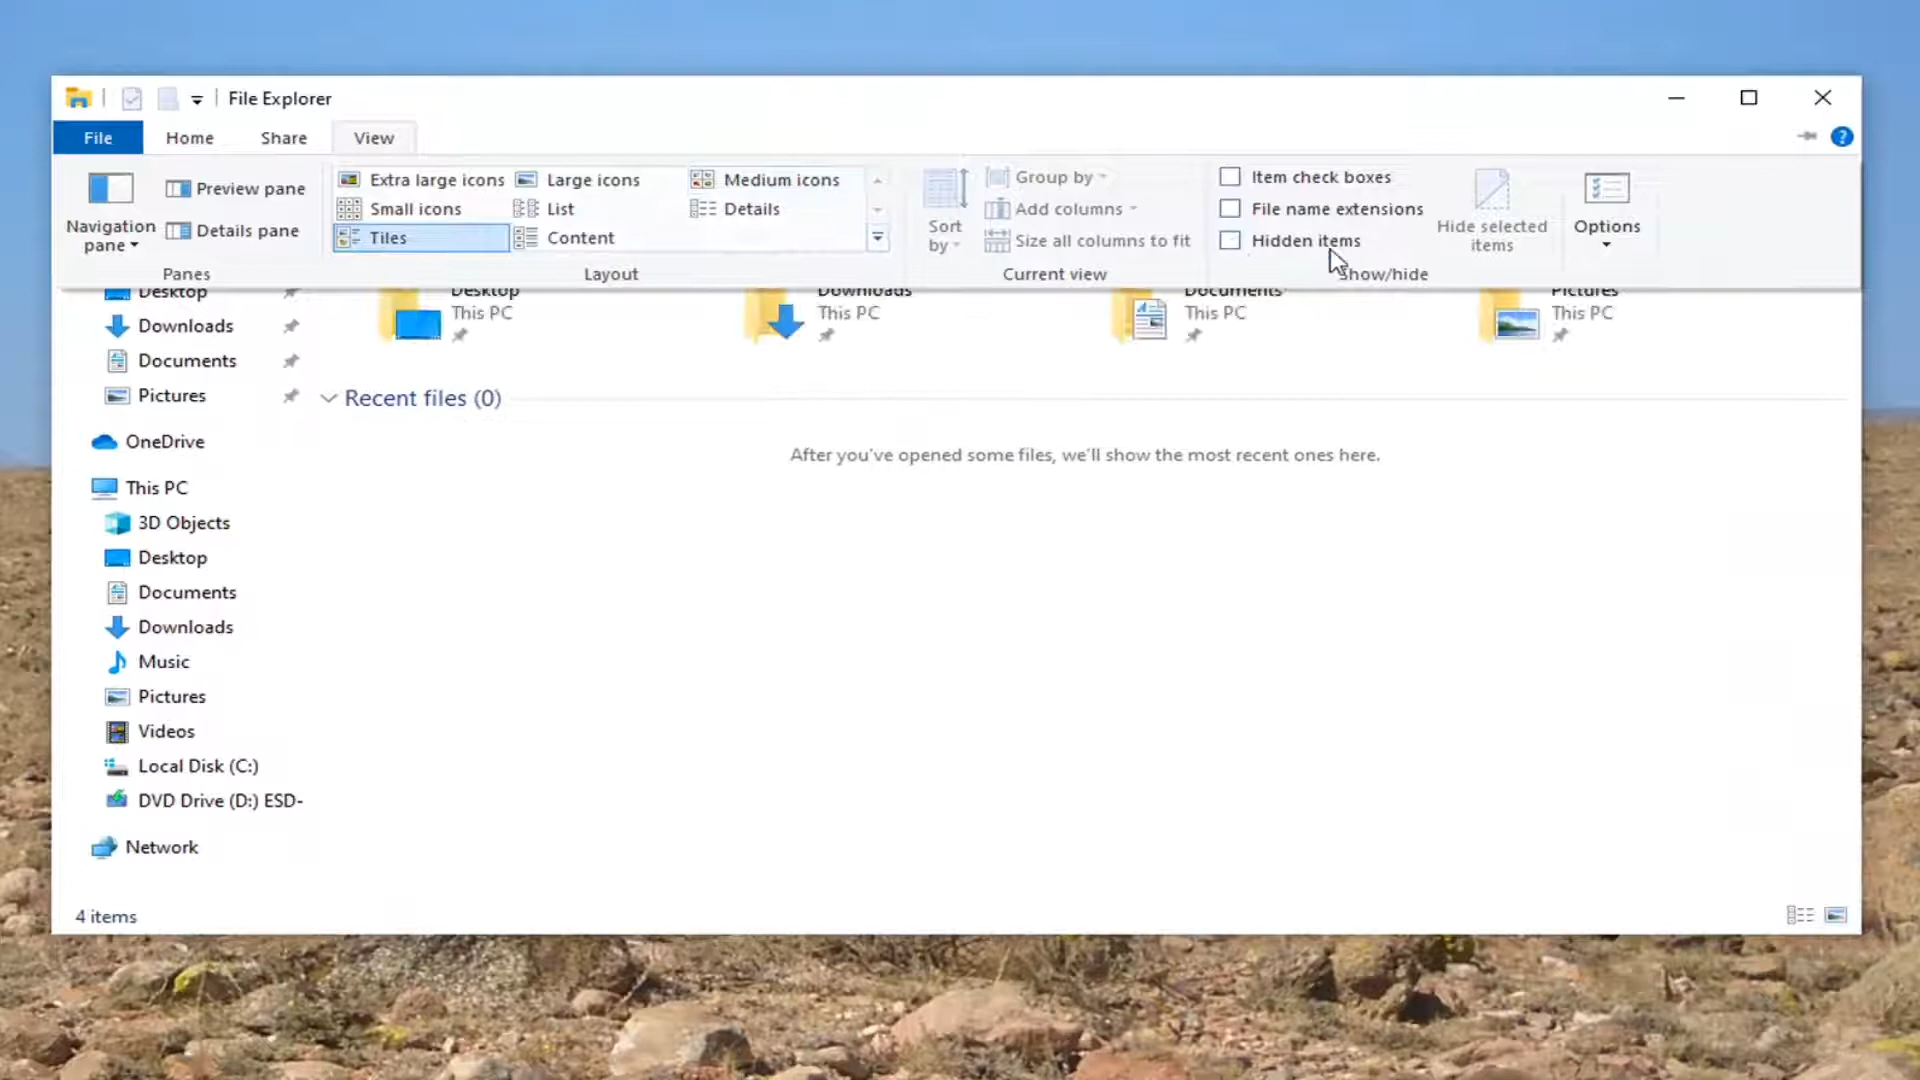 File Explorer
File Home Share View
Navigation pane
Preview pane
Details pane
Panes
Extra large icons Large icons Medium icons
Small icons List Details
Tiles Content
Layout
Sort by
Group by
Add columns
Size all columns to fit
Current view
Item check boxes
File name extensions
Hidden items
Hide selected items
Show/hide
Options
Desktop
Downloads
Documents
Pictures
OneDrive
This PC
3D Objects
Desktop
Documents
Downloads
Music
Pictures
Videos
Local Disk (C:)
DVD Drive (D:) ESD-
Network
Desktop
This PC
Downloads
This PC
Documents
This PC
Pictures
This PC
Recent files (0)
After you've opened some files, we'll show the most recent ones here.
4 items